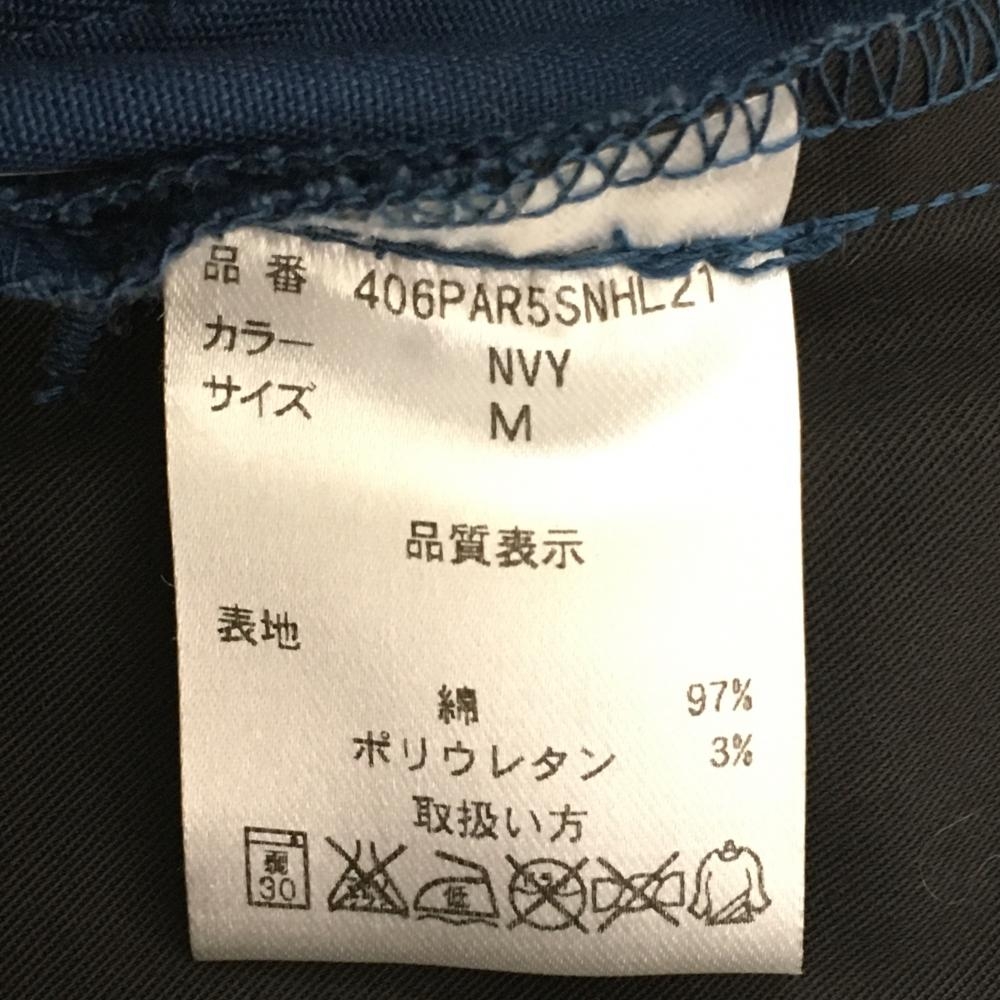 品番 406PAR5SNHL21
カラー NVY
サイズ M
品質表示
表地
綿 97%
ポリウレタン 3%
取扱い方
弱 30 低